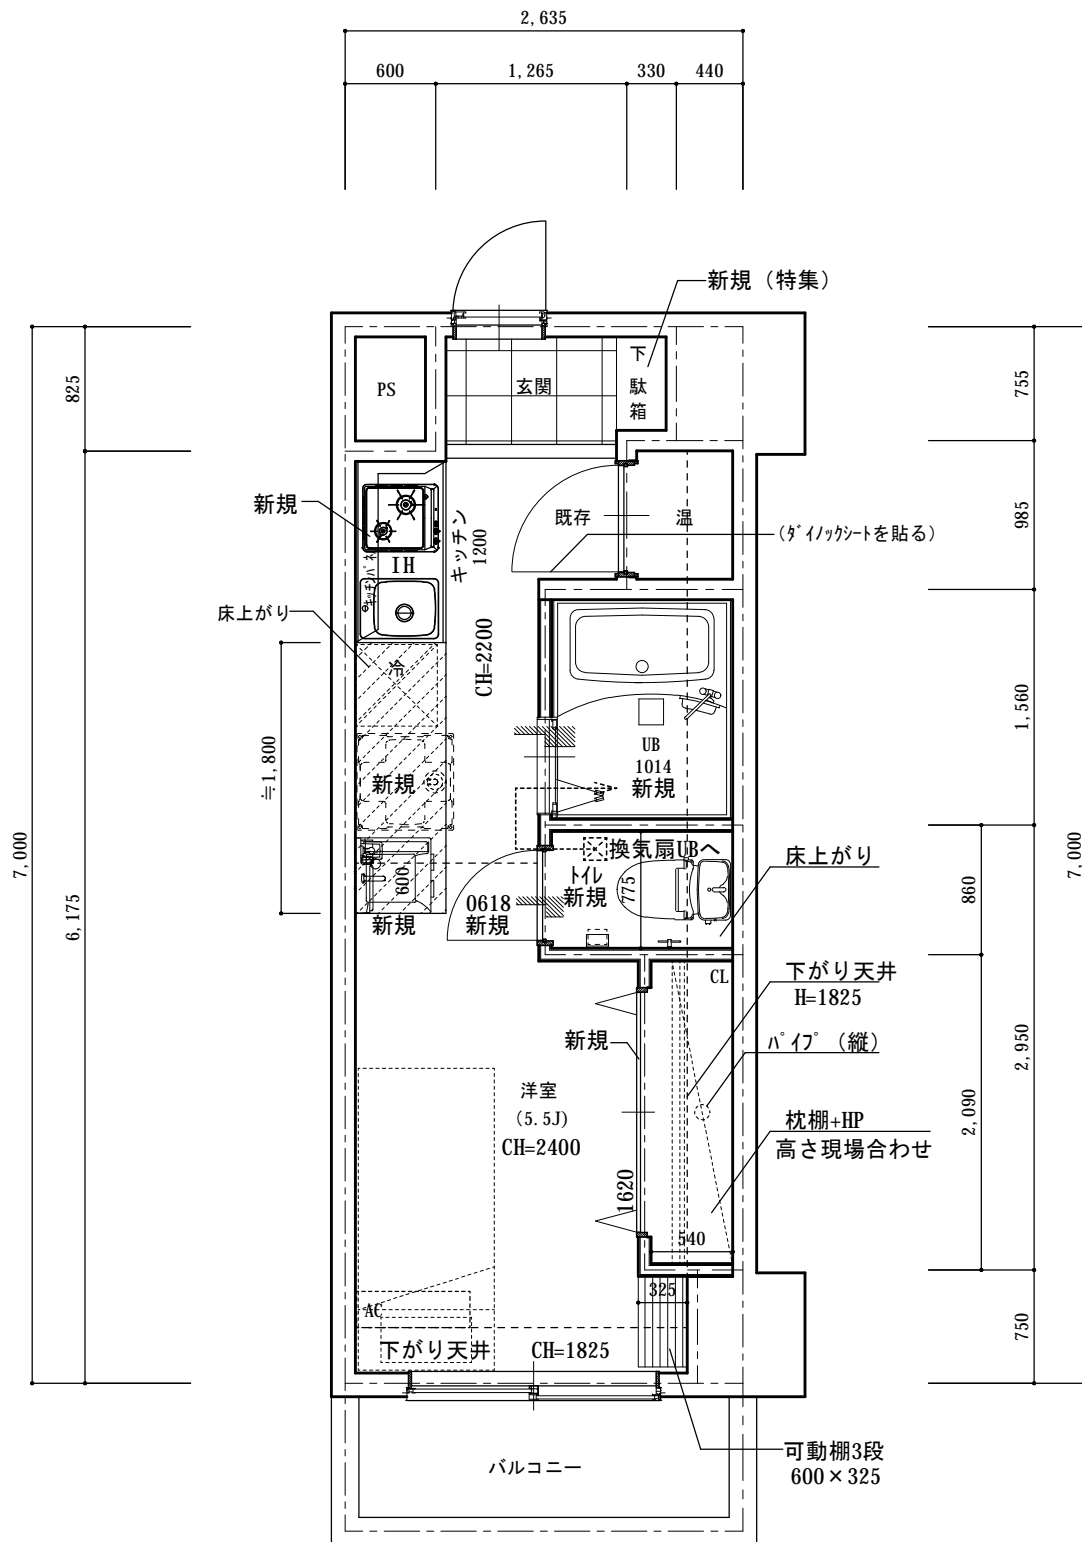 2,635
600
1,265
330
440
新規（特集）
下
駄
箱
玄関
PS
825
755
7,000
6,175
新規
キッチン
1200
既存
温
(ﾀﾞｲﾉｯｸｼｰﾄを貼る)
985
IH
ｷｯﾁﾝﾊﾟﾈ
床上がり
冷
CH=2200
≒1,800
新規
UB
1014
新規
1,560
7,000
換気扇UBへ
床上がり
ﾄｲﾚ
新規
775
600
0618
新規
新規
860
CL
下がり天井
H=1825
新規
ﾊﾟｲﾌﾟ（縦）
2,950
2,090
洋室
(5.5J)
CH=2400
枕棚+HP
高さ現場合わせ
1620
540
325
AC
下がり天井
CH=1825
750
可動棚3段
600×325
バルコニー